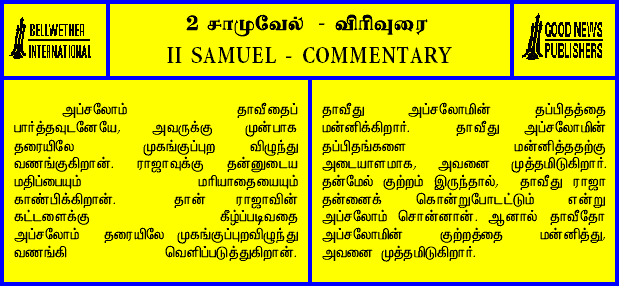 BELLWETHER
INTERNATIONAL
2 சாமுவேல் - விரிவுரை
II SAMUEL - COMMENTARY
GOOD NEWS
PUBLISHERS
அப்சலோம் தாவீதைப்
பார்த்தவுடனேயே, அவருக்கு முன்பாக
தரையிலே முகங்குப்புற விழுந்து
வணங்குகிறான். ராஜாவுக்கு தன்னுடைய
மதிப்பையும் மரியாதையையும்
காண்பிக்கிறான். தான் ராஜாவின்
கட்டளைக்கு கீழ்ப்படிவதை
அப்சலோம் தரையிலே முகங்குப்புறவிழுந்து
வணங்கி வெளிப்படுத்துகிறான்.
தாவீது அப்சலோமின் தப்பிதத்தை
மன்னிக்கிறார். தாவீது அப்சலோமின்
தப்பிதங்களை மன்னித்ததற்கு
அடையாளமாக, அவனை முத்தமிடுகிறார்.
தன்மேல் குற்றம் இருந்தால், தாவீது ராஜா
தன்னைக் கொன்றுபோடட்டும் என்று
அப்சலோம் சொன்னான். ஆனால் தாவீதோ
அப்சலோமின் குற்றத்தை மன்னித்து,
அவனை முத்தமிடுகிறார்.